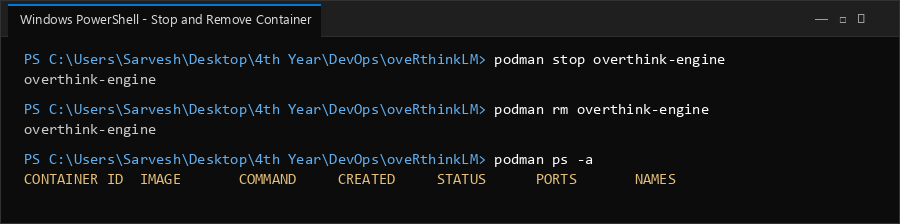 Windows PowerShell - Stop and Remove Container
PS C:\Users\Sarvesh\Desktop\4th Year\DevOps\oveRthinkLM> podman stop overthink-engine
overthink-engine
PS C:\Users\Sarvesh\Desktop\4th Year\DevOps\oveRthinkLM> podman rm overthink-engine
overthink-engine
PS C:\Users\Sarvesh\Desktop\4th Year\DevOps\oveRthinkLM> podman ps -a
CONTAINER ID  IMAGE       COMMAND     CREATED     STATUS      PORTS       NAMES